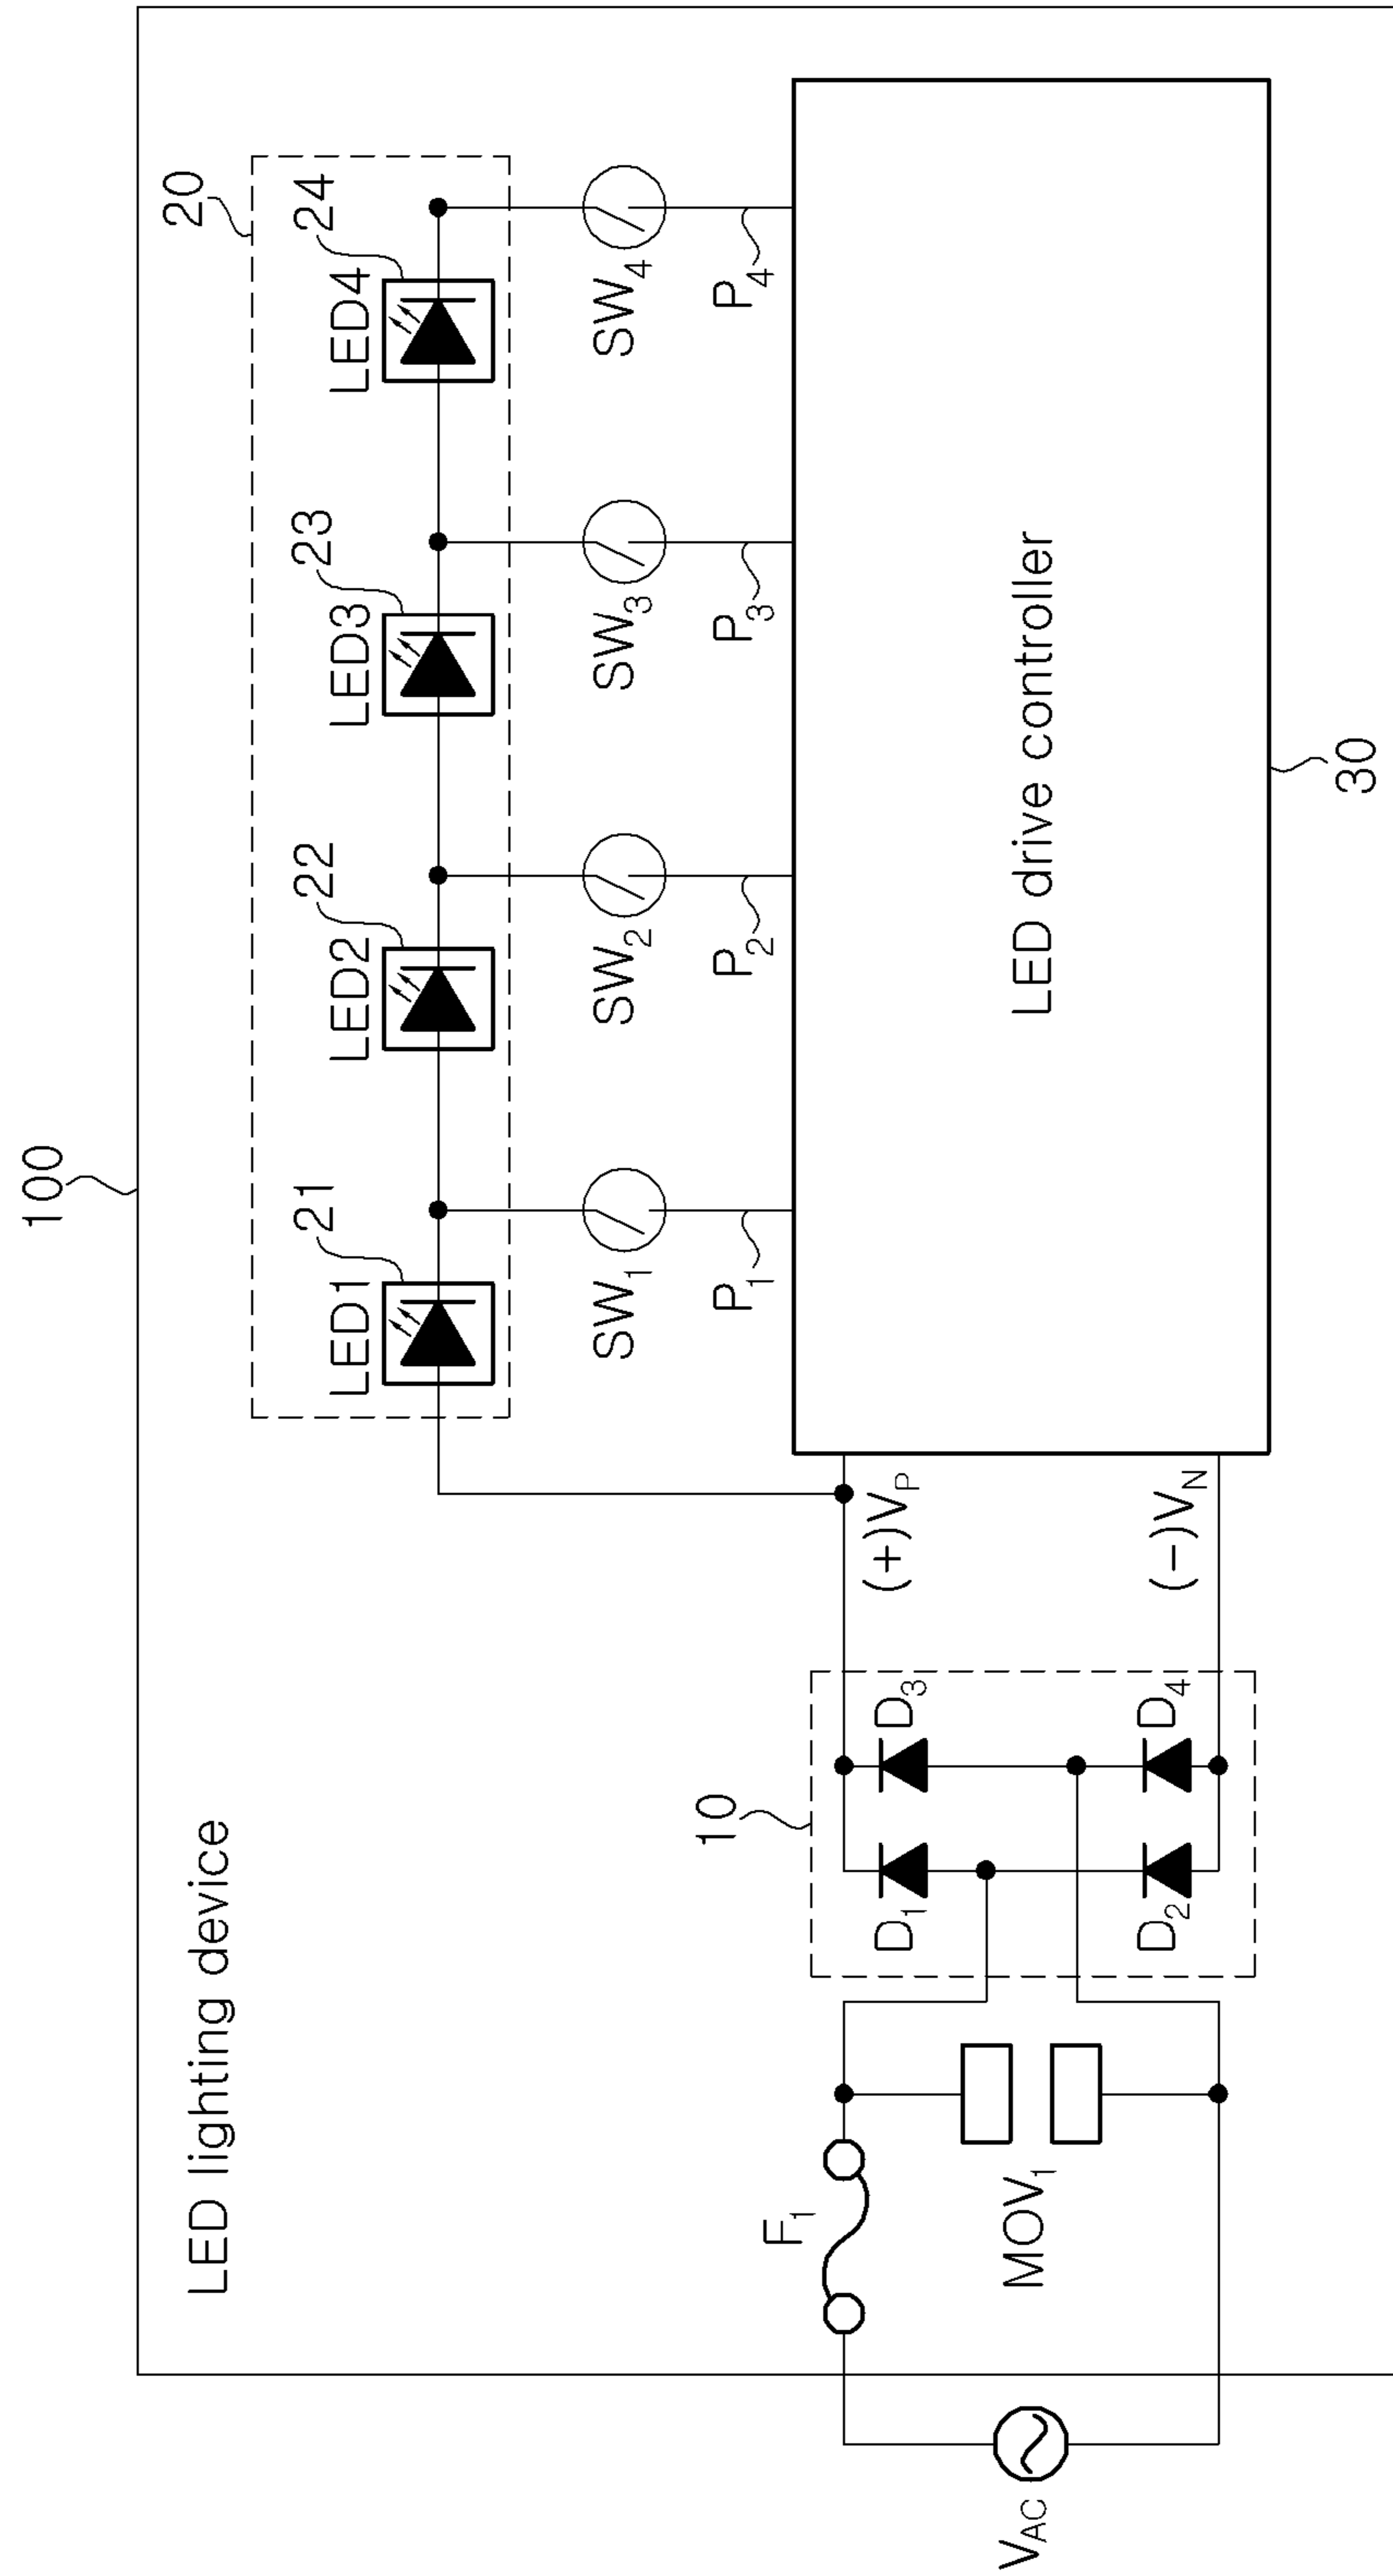 100
LED lighting device
20
LED1
21
LED2
22
LED3
23
LED4
24
SW1
SW2
SW3
SW4
P1
P2
P3
P4
F1
10
VAC
MOV1
D1
D3
D2
D4
(+)VP
(-)VN
LED drive controller
30